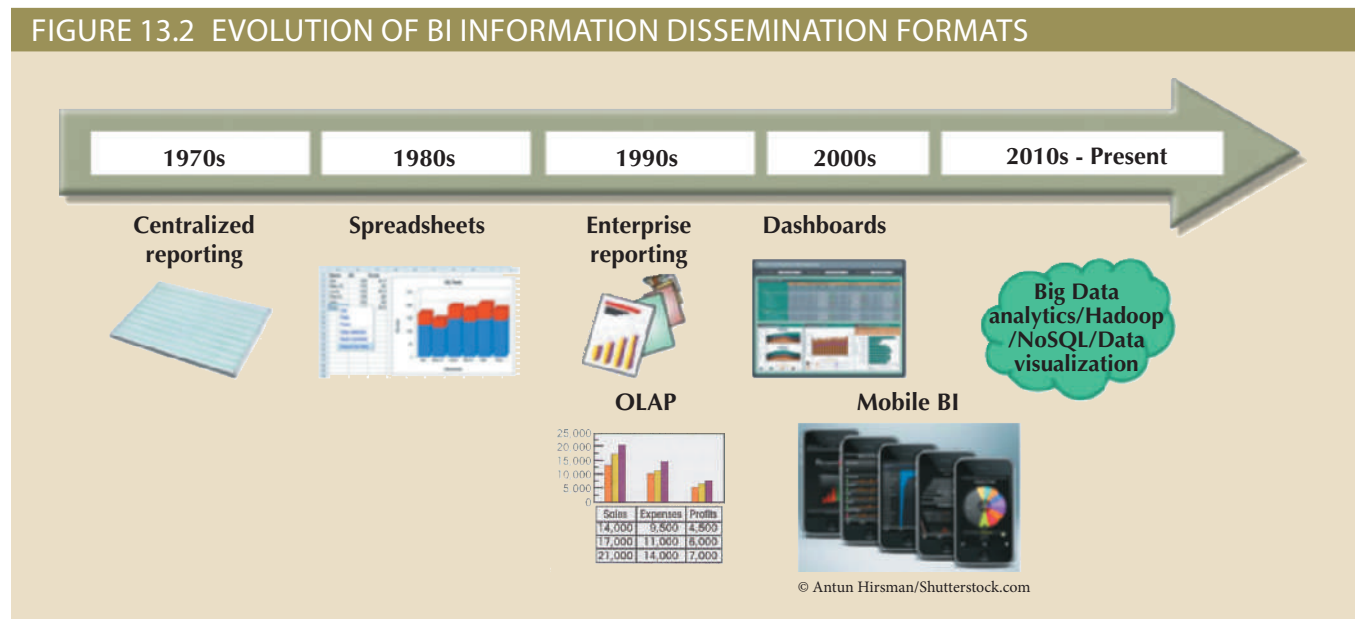 FIGURE 13.2 EVOLUTION OF BI INFORMATION DISSEMINATION FORMATS
1970s
1980s
1990s
2000s
2010s - Present
Centralized
reporting
Spreadsheets
Enterprise
reporting
Dashboards
Big Data
analytics/Hadoop
/NoSQL/Data
visualization
OLAP
25 000
20 000
15 000
10 000
5 000
0
Sales Expenses Profits
14,000 9,500 4,500
17,000 11,000 6,000
21,000 14,000 7,000
Mobile BI
© Antun Hirsman/Shutterstock.com